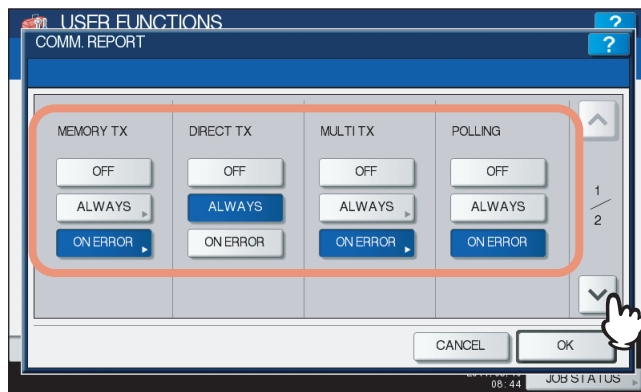 USER FUNCTIONS
?
COMM. REPORT
?
MEMORY TX DIRECT TX MULTI TX POLLING
OFF OFF OFF OFF
ALWAYS ALWAYS ALWAYS ALWAYS
ON ERROR ON ERROR ON ERROR ON ERROR
1
2
CANCEL OK
08:44 JOB STATUS